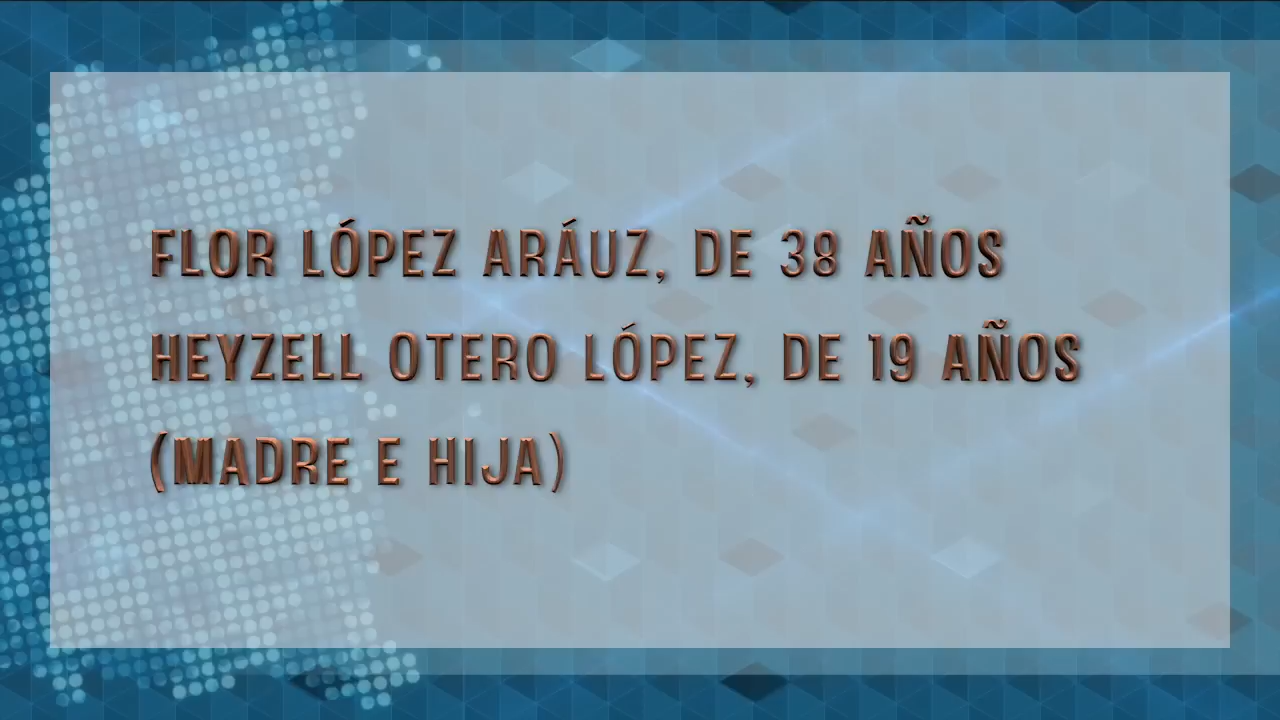 FLOR LÓPEZ ARÁUZ, DE 38 AÑOS
HEYZELL OTERO LÓPEZ, DE 19 AÑOS
(MADRE E HIJA)